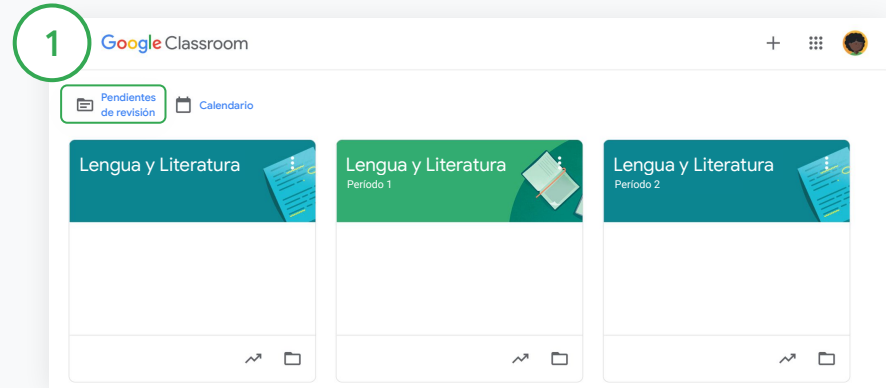 1
Google Classroom
Pendientes
de revisión
Calendario
Lengua y Literatura
Lengua y Literatura
Período 1
Lengua y Literatura
Período 2